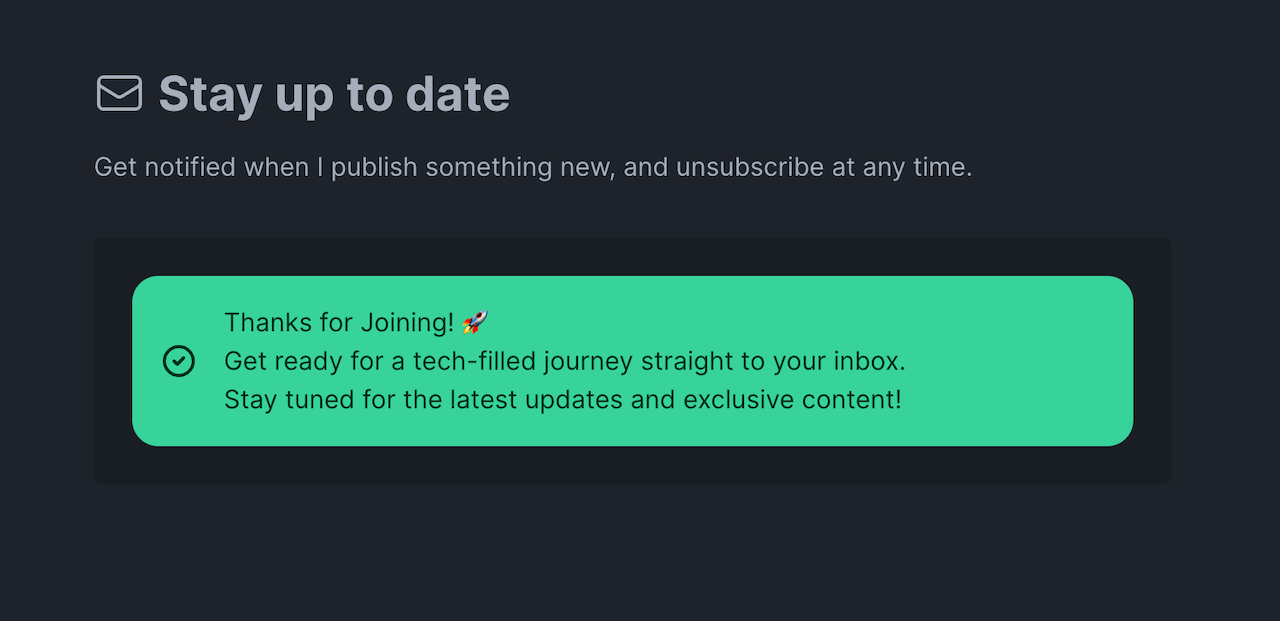 Stay up to date
Get notified when I publish something new, and unsubscribe at any time.
Thanks for Joining! 🚀
Get ready for a tech-filled journey straight to your inbox.
Stay tuned for the latest updates and exclusive content!